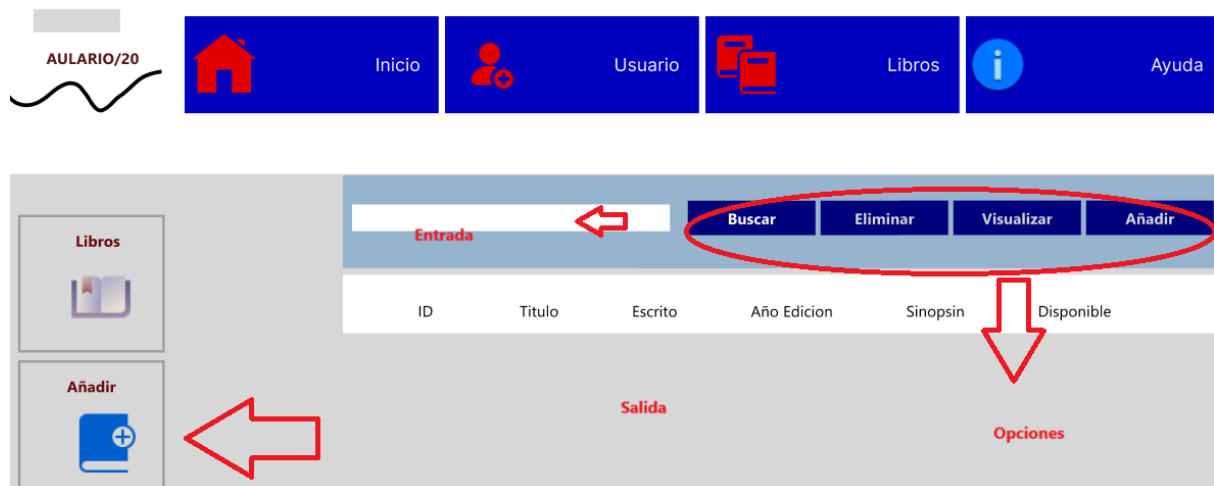 AULARIO/20
Inicio
Usuario
Libros
Ayuda
Libros
Añadir
Entrada
Buscar
Eliminar
Visualizar
Añadir
ID
Titulo
Escrito
Año Edicion
Sinopsin
Disponible
Salida
Opciones